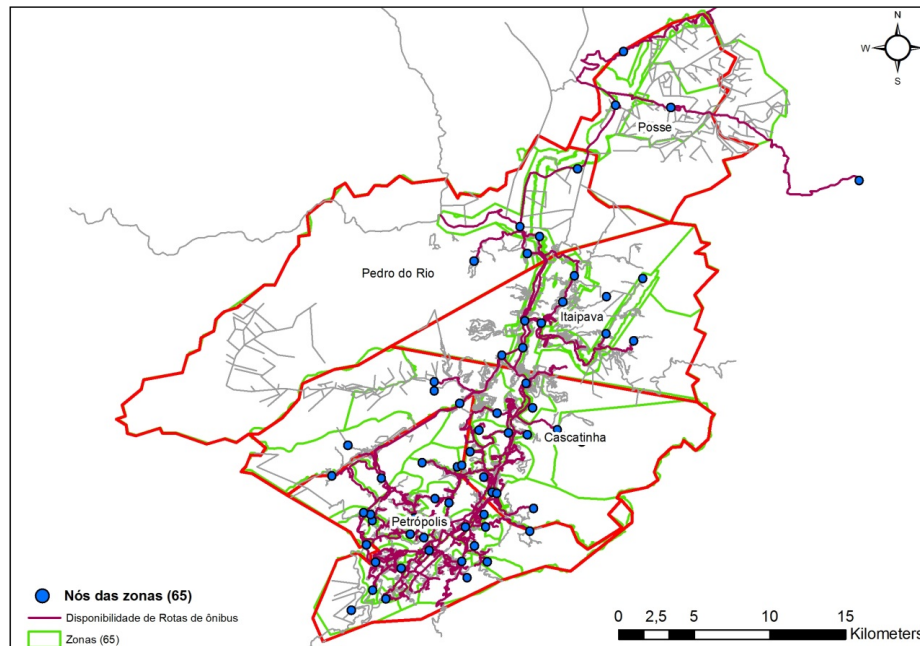 N
W E
S
Posse
Pedro do Rio
Itaipava
Cascatinha
Petrópolis
Nós das zonas (65)
Disponibilidade de Rotas de ônibus
Zonas (65)
0 2,5 5 10 15
Kilometers